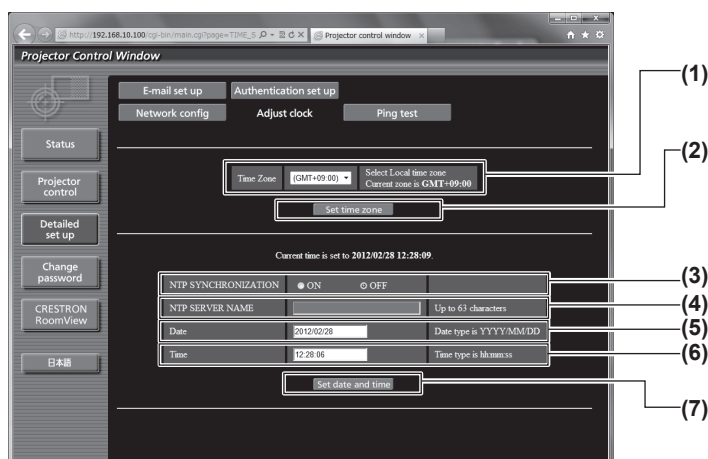 http://192.168.10.100/cgi-bin/main.cgi?page=TIME_S
Projector control window
Projector Control Window
E-mail set up
Authentication set up
Network config
Adjust clock
Ping test
Status
Projector
control
Detailed
set up
Change
password
CRESTRON
RoomView
日本語
Time Zone
(GMT+09:00)
Select Local time zone
Current zone is GMT+09:00
Set time zone
Current time is set to 2012/02/28 12:28:09.
NTP SYNCHRONIZATION ON OFF
NTP SERVER NAME Up to 63 characters
Date 2012/02/28 Date type is YYYY/MM/DD
Time 12:28:06 Time type is hh:mm:ss
Set date and time
(1)
(2)
(3)
(4)
(5)
(6)
(7)